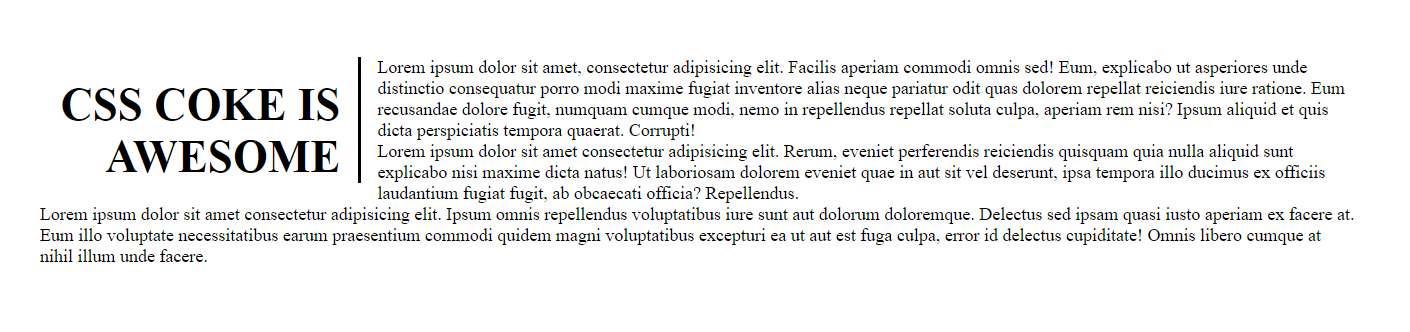 CSS COKE IS
AWESOME
Lorem ipsum dolor sit amet, consectetur adipisicing elit. Facilis aperiam commodi omnis sed! Eum, explicabo ut asperiores unde
distinctio consequatur porro modi maxime fugiat inventore alias neque pariatur odit quas dolorem repellat reiciendis iure ratione. Eum
recusandae dolore fugit, numquam cumque modi, nemo in repellendus repellat soluta culpa, aperiam rem nisi? Ipsum aliquid et quis
dicta perspiciatis tempora quaerat. Corrupti!
Lorem ipsum dolor sit amet consectetur adipisicing elit. Rerum, eveniet perferendis reiciendis quisquam quia nulla aliquid sunt
explicabo nisi maxime dicta natus! Ut laboriosam dolorem eveniet quae in aut sit vel deserunt, ipsa tempora illo ducimus ex officiis
laudantium fugiat fugit, ab obcaecati officia? Repellendus.
Lorem ipsum dolor sit amet consectetur adipisicing elit. Ipsum omnis repellendus voluptatibus iure sunt aut dolorum doloremque. Delectus sed ipsam quasi iusto aperiam ex facere at.
Eum illo voluptate necessitatibus earum praesentium commodi quidem magni voluptatibus excepturi ea ut aut est fuga culpa, error id delectus cupiditate! Omnis libero cumque at
nihil illum unde facere.